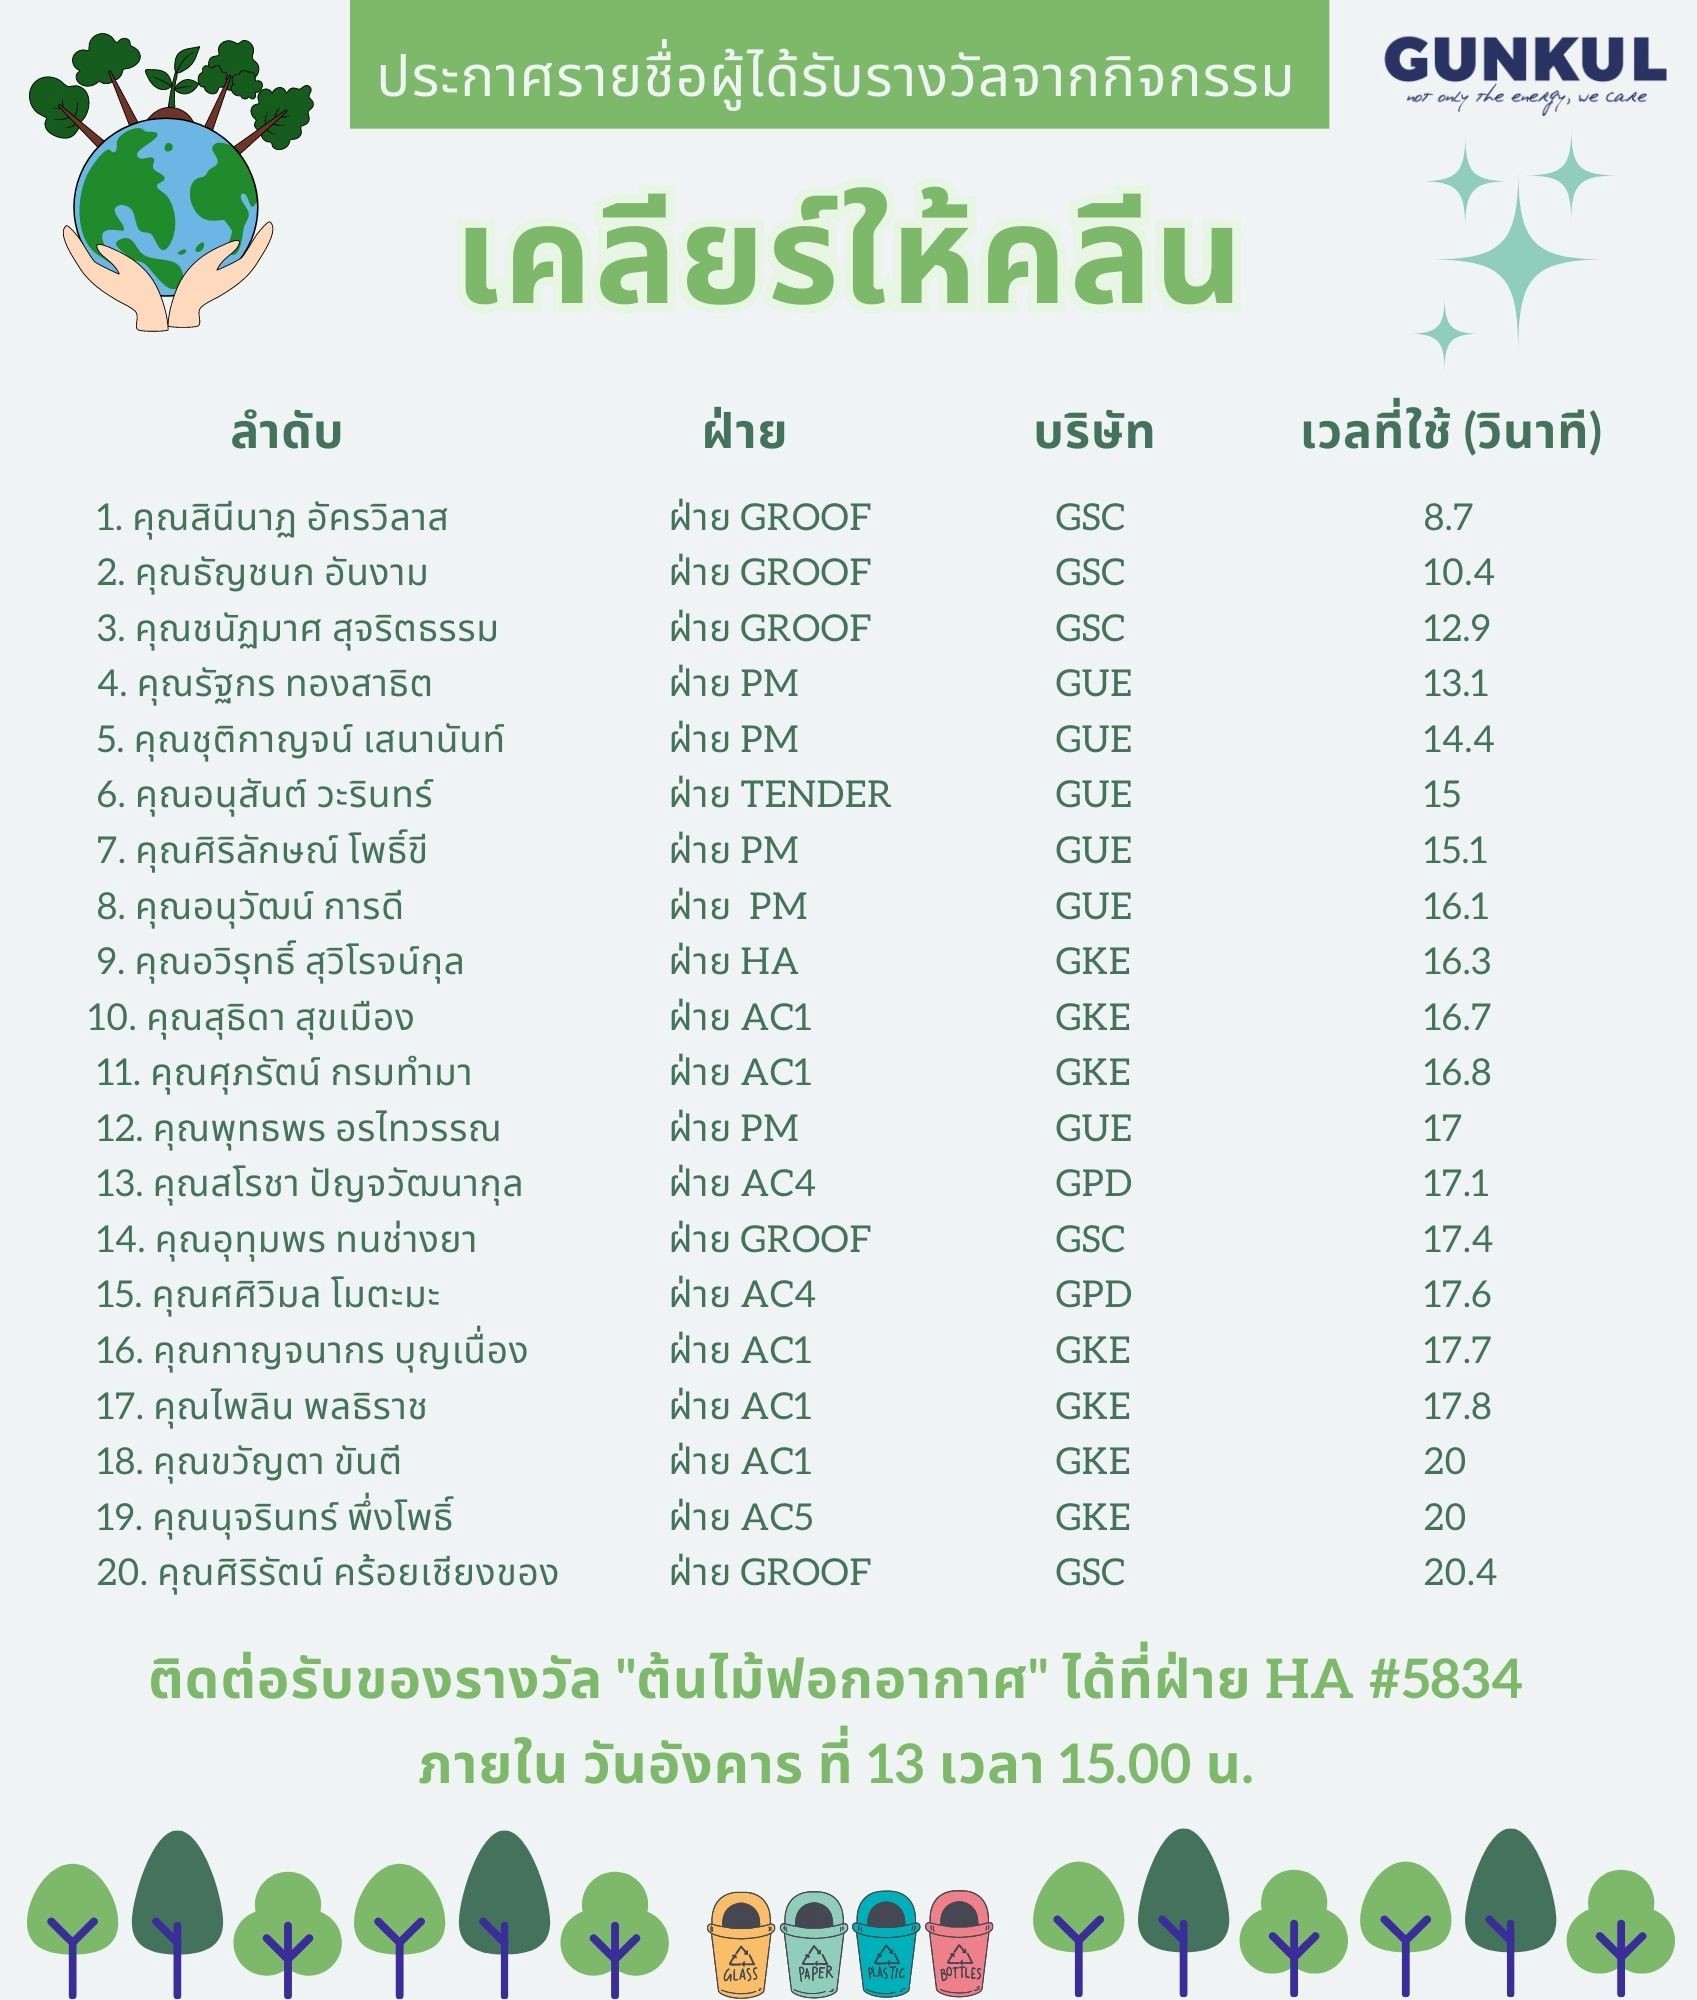 ประกาศรายชื่อผู้ได้รับรางวัลจากกิจกรรม
GUNKUL
not only the energy, we care
เคลียร์ให้คลีน
ลำดับ ฝ่าย บริษัท เวลที่ใช้ (วินาที)
1. คุณสินีนาฏ อัครวิลาส ฝ่าย GROOF GSC 8.7
2. คุณธัญชนก อันงาม ฝ่าย GROOF GSC 10.4
3. คุณชนัฏมาศ สุจริตธรรม ฝ่าย GROOF GSC 12.9
4. คุณรัฐกร ทองสาธิต ฝ่าย PM GUE 13.1
5. คุณชุติกาญจน์ เสนานันท์ ฝ่าย PM GUE 14.4
6. คุณอนุสันต์ วะรินทร์ ฝ่าย TENDER GUE 15
7. คุณศิริลักษณ์ โพธิ์ขี ฝ่าย PM GUE 15.1
8. คุณอนุวัฒน์ การดี ฝ่าย PM GUE 16.1
9. คุณอวิรุทธิ์ สุวิโรจน์กุล ฝ่าย HA GKE 16.3
10. คุณสุธิดา สุขเมือง ฝ่าย AC1 GKE 16.7
11. คุณศุภรัตน์ กรมทำมา ฝ่าย AC1 GKE 16.8
12. คุณพุทธพร อรไทวรรณ ฝ่าย PM GUE 17
13. คุณสโรชา ปัญจวัฒนากุล ฝ่าย AC4 GPD 17.1
14. คุณอุทุมพร ทนช่างยา ฝ่าย GROOF GSC 17.4
15. คุณศศิวิมล โมตะมะ ฝ่าย AC4 GPD 17.6
16. คุณกาญจนากร บุญเนื่อง ฝ่าย AC1 GKE 17.7
17. คุณไพลิน พลธิราช ฝ่าย AC1 GKE 17.8
18. คุณขวัญตา ขันตี ฝ่าย AC1 GKE 20
19. คุณนุจรินทร์ พึ่งโพธิ์ ฝ่าย AC5 GKE 20
20. คุณศิริรัตน์ คร้อยเชียงของ ฝ่าย GROOF GSC 20.4
ติดต่อรับของรางวัล "ต้นไม้ฟอกอากาศ" ได้ที่ฝ่าย HA #5834
ภายใน วันอังคาร ที่ 13 เวลา 15.00 น.
GLASS PAPER PLASTIC BOTTLES